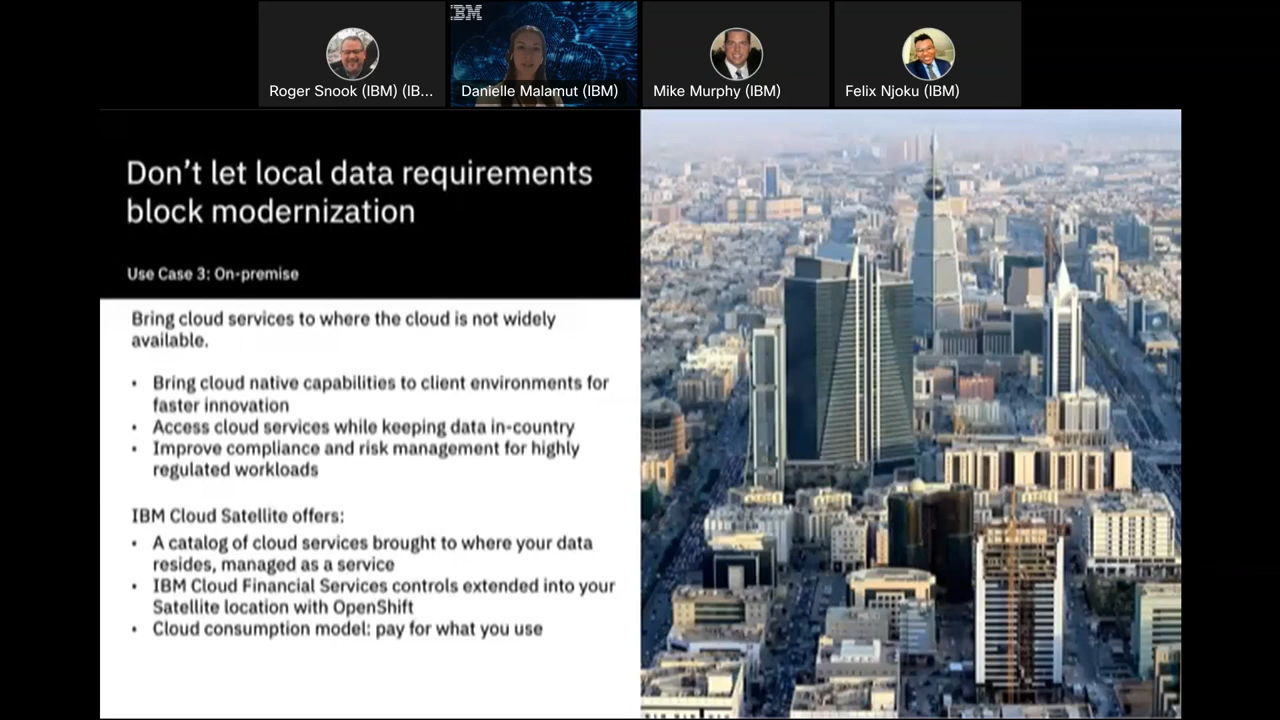 IBM
Roger Snook (IBM) (IB...
Danielle Malamut (IBM)
Mike Murphy (IBM)
Felix Njoku (IBM)
Don’t let local data requirements
block modernization
Use Case 3: On-premise
Bring cloud services to where the cloud is not widely
available.
• Bring cloud native capabilities to client environments for
faster innovation
• Access cloud services while keeping data in-country
• Improve compliance and risk management for highly
regulated workloads
IBM Cloud Satellite offers:
• A catalog of cloud services brought to where your data
resides, managed as a service
• IBM Cloud Financial Services controls extended into your
Satellite location with OpenShift
• Cloud consumption model: pay for what you use